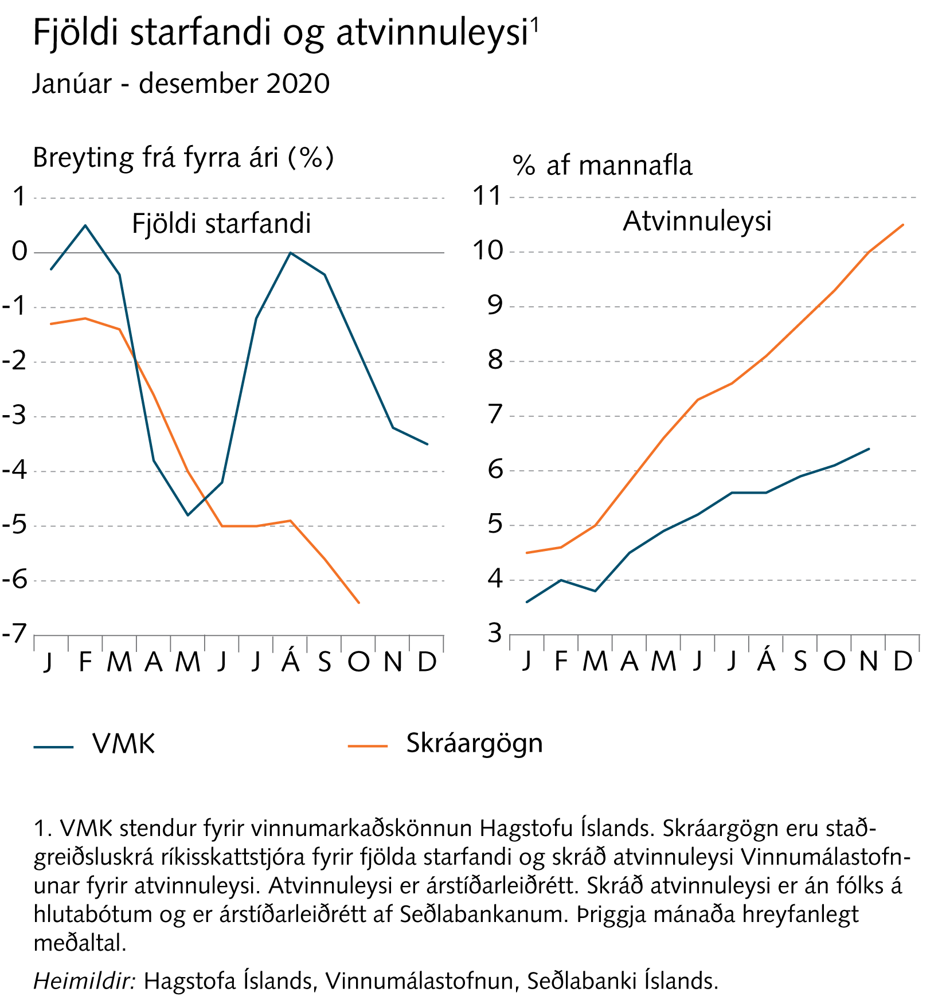 Fjöldi starfandi og atvinnuleysi¹
Janúar - desember 2020
Breyting frá fyrra ári (%)
1
0
-1
-2
-3
-4
-5
-6
-7
Fjöldi starfandi
J F M A M J J Á S O N D
% af mannafla
11
10
9
8
7
6
5
4
3
Atvinnuleysi
J F M A M J J Á S O N D
VMK
Skráargögn
1. VMK stendur fyrir vinnumarkaðskönnun Hagstofu Íslands. Skráargögn eru stað-
greiðsluskrá ríkisskattstjóra fyrir fjölda starfandi og skráð atvinnuleysi Vinnumálastofn-
unar fyrir atvinnuleysi. Atvinnuleysi er árstíðarleiðrétt. Skráð atvinnuleysi er án fólks á
hlutabótum og er árstíðarleiðrétt af Seðlabankanum. Þriggja mánaða hreyfanlegt
meðaltal.
Heimildir: Hagstofa Íslands, Vinnumálastofnun, Seðlabanki Íslands.